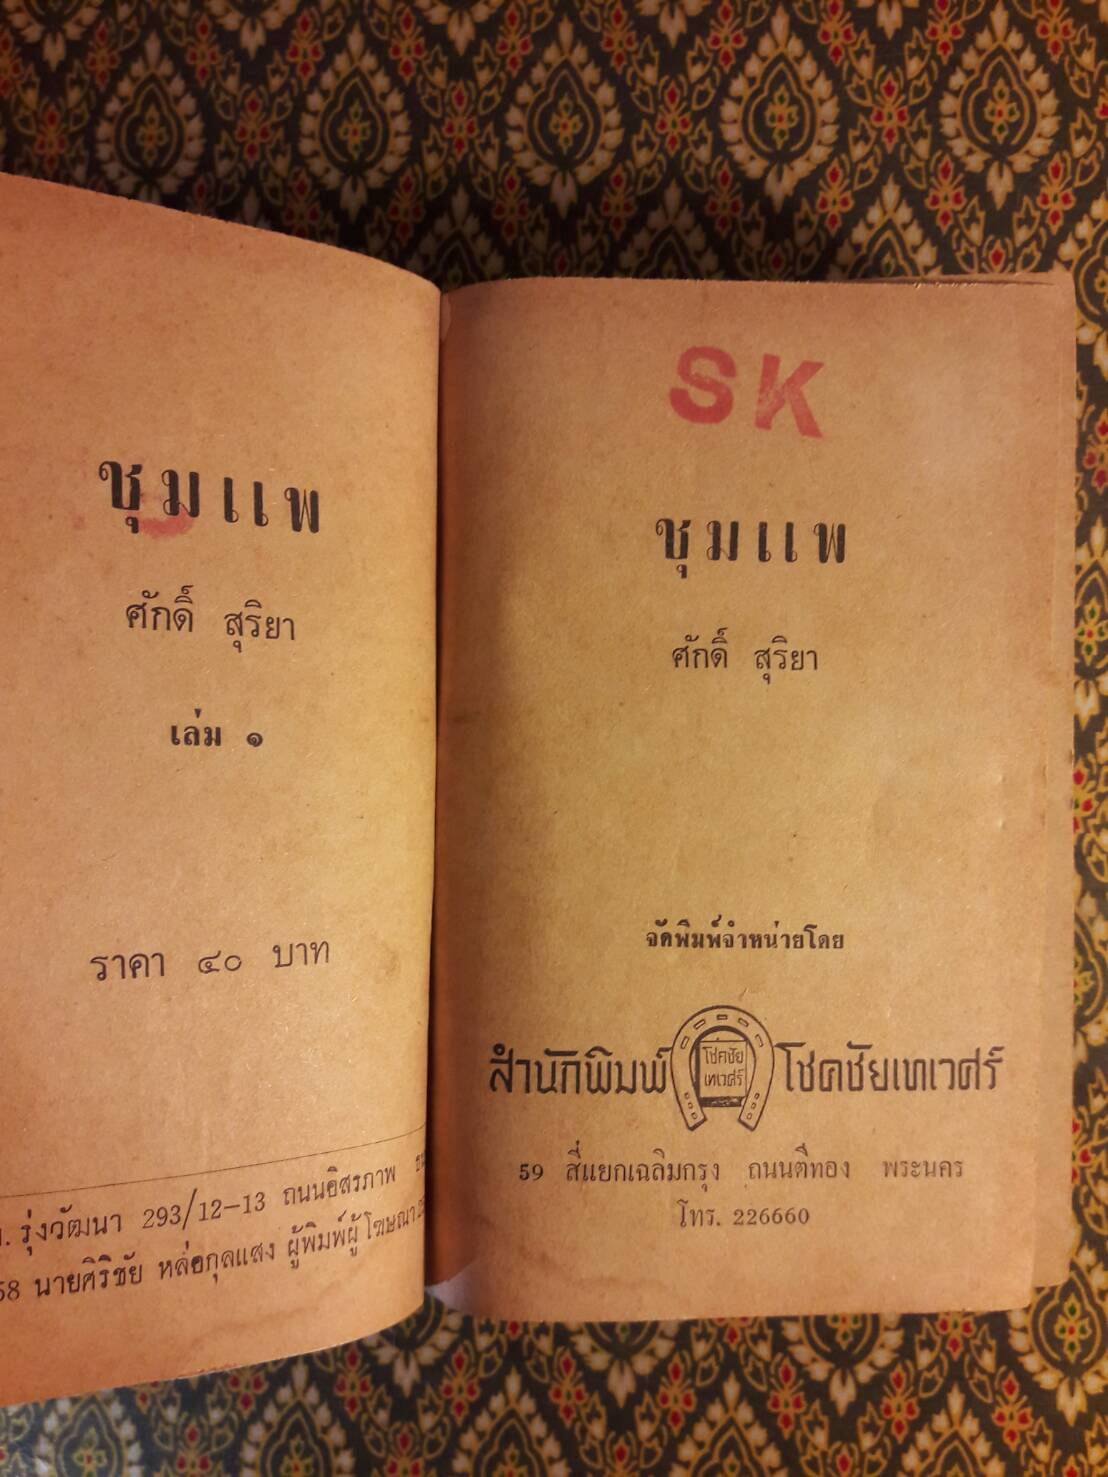 ชุมแพ
ศักดิ์ สุริยา
เล่ม ๑
ราคา ๔๐ บาท
รุ่งวัฒนา 293/12-13 ถนนอิสรภาพ
58 นายศิริชัย หล่อกุลแสง ผู้พิมพ์ผู้โฆษณา
SK
ชุมแพ
ศักดิ์ สุริยา
จัดพิมพ์จำหน่ายโดย
สำนักพิมพ์ โชคชัยเทเวศร์
โชคชัย
เทเวศร์
59 สี่แยกเฉลิมกรุง ถนนตีทอง พระนคร
โทร. 226660